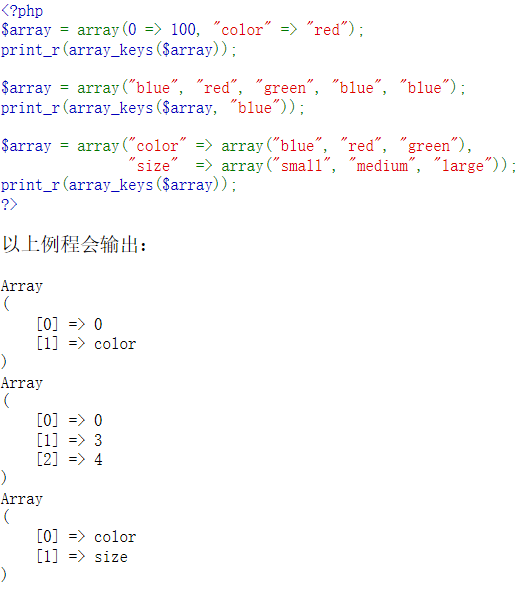 <?php
$array = array(0 => 100, "color" => "red");
print_r(array_keys($array));
$array = array("blue", "red", "green", "blue", "blue");
print_r(array_keys($array, "blue"));
$array = array("color" => array("blue", "red", "green"),
"size"  => array("small", "medium", "large"));
print_r(array_keys($array));
?>
以上例程会输出：
Array
(
[0] => 0
[1] => color
)
Array
(
[0] => 0
[1] => 3
[2] => 4
)
Array
(
[0] => color
[1] => size
)